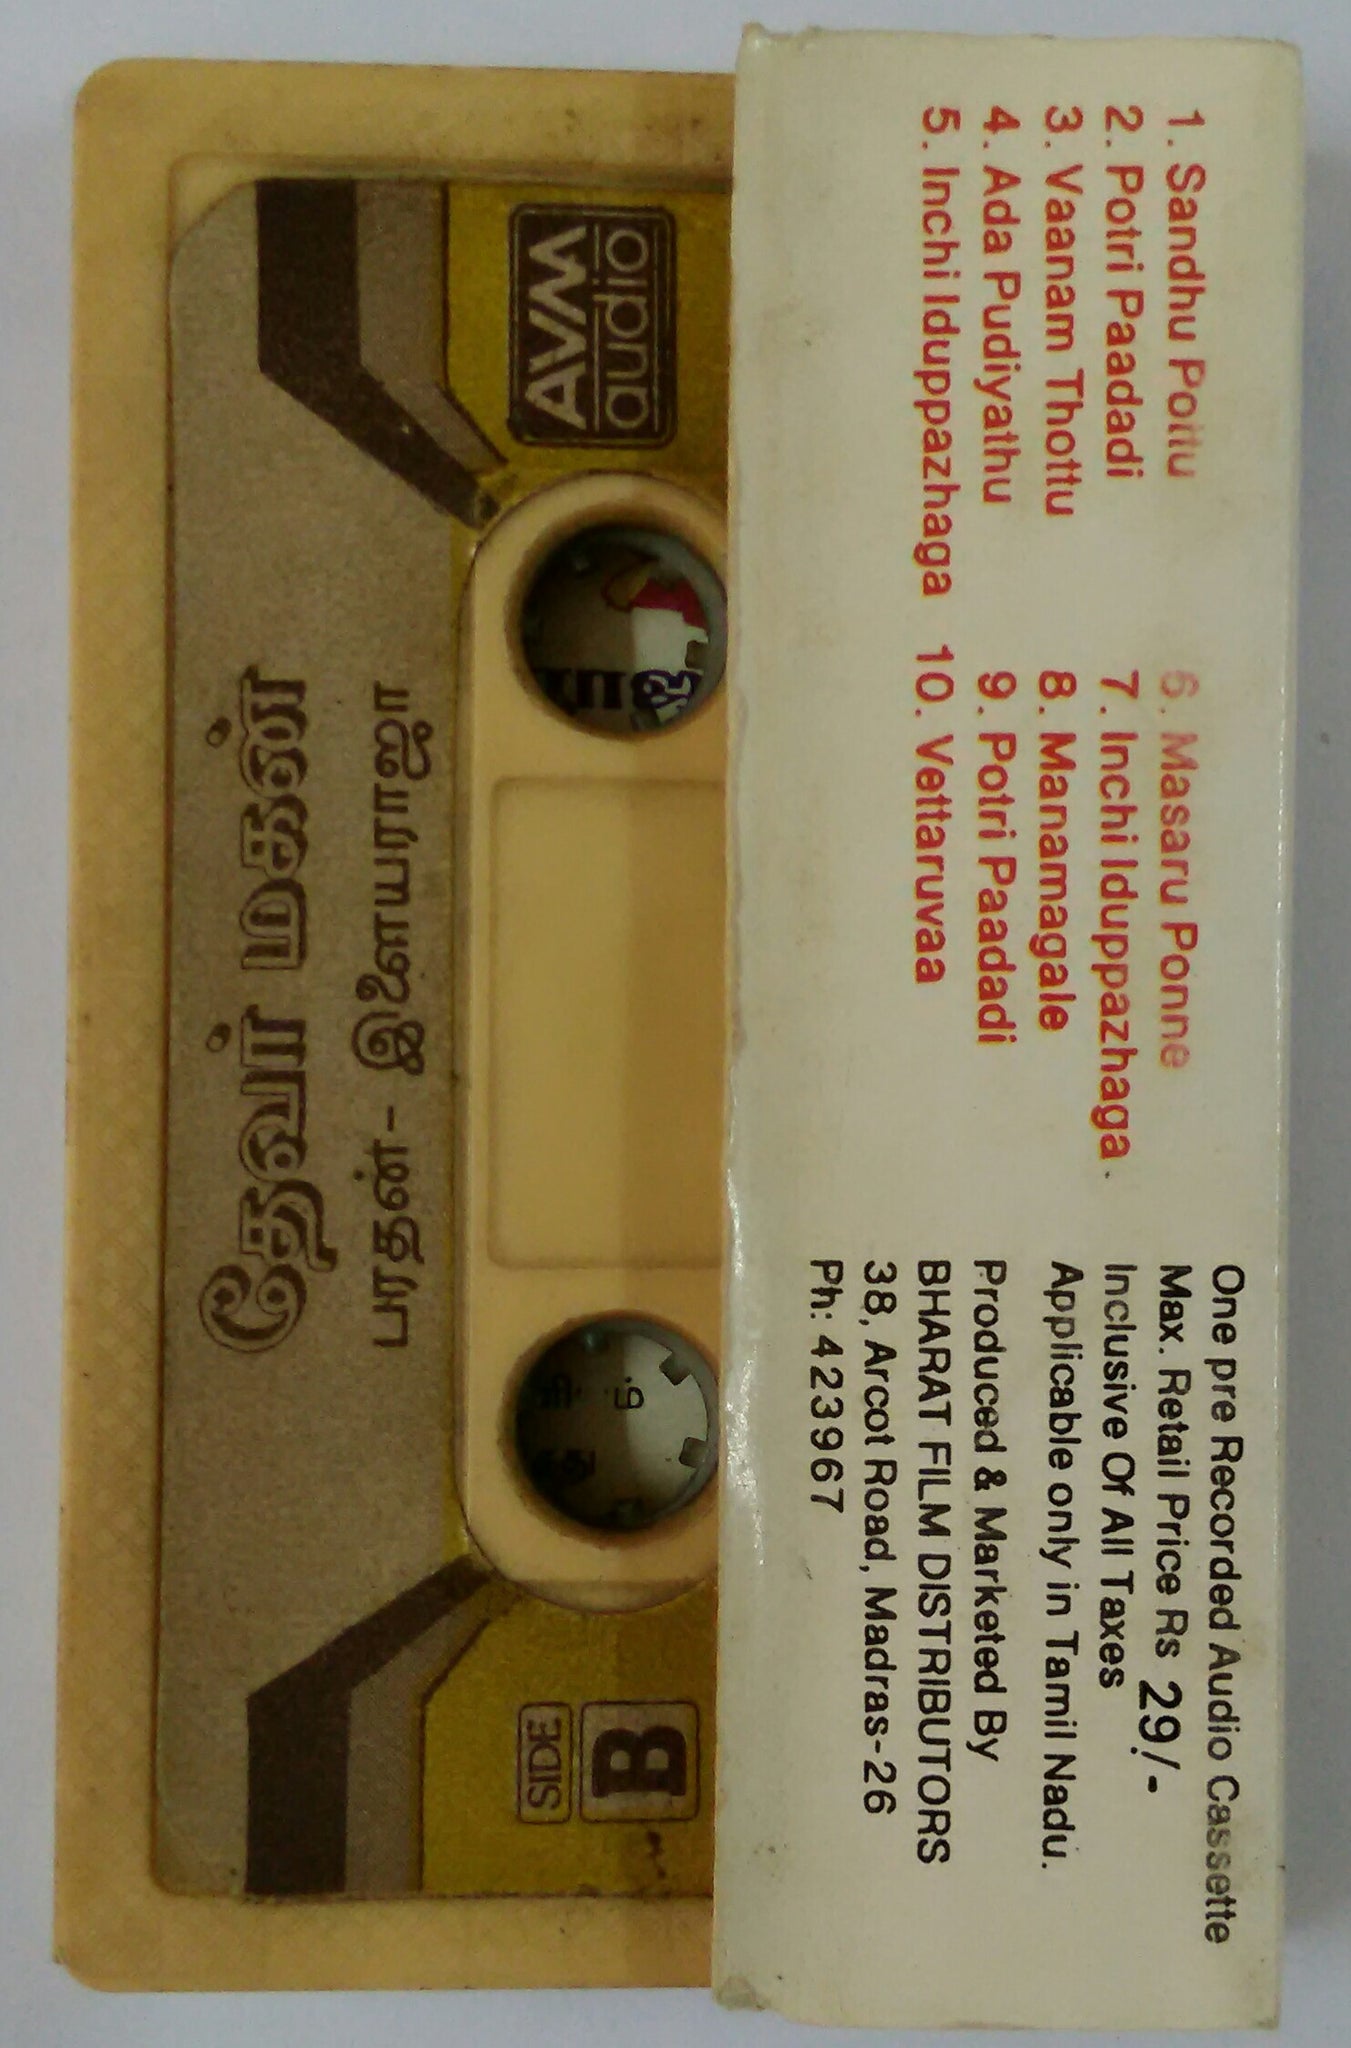 1. Sandhu Pottu
2. Potri Paadadi
3. Vaanam Thottu
4. Ada Pudiyathu
5. Inchi Iduppazhaga
6. Masaru Ponne
7. Inchi Iduppazhaga
8. Manamagale
9. Potri Paadadi
10. Vettaruvaa
One pre Recorded Audio Cassette
Max. Retail Price Rs 29/-
Inclusive Of All Taxes
Applicable only in Tamil Nadu.
Produced & Marketed By
BHARAT FILM DISTRIBUTORS
38, Arcot Road, Madras-26
Ph: 423967
AVM
audio
B
SIDE
தேவர் மகன்
பரதன் - இளையராஜா